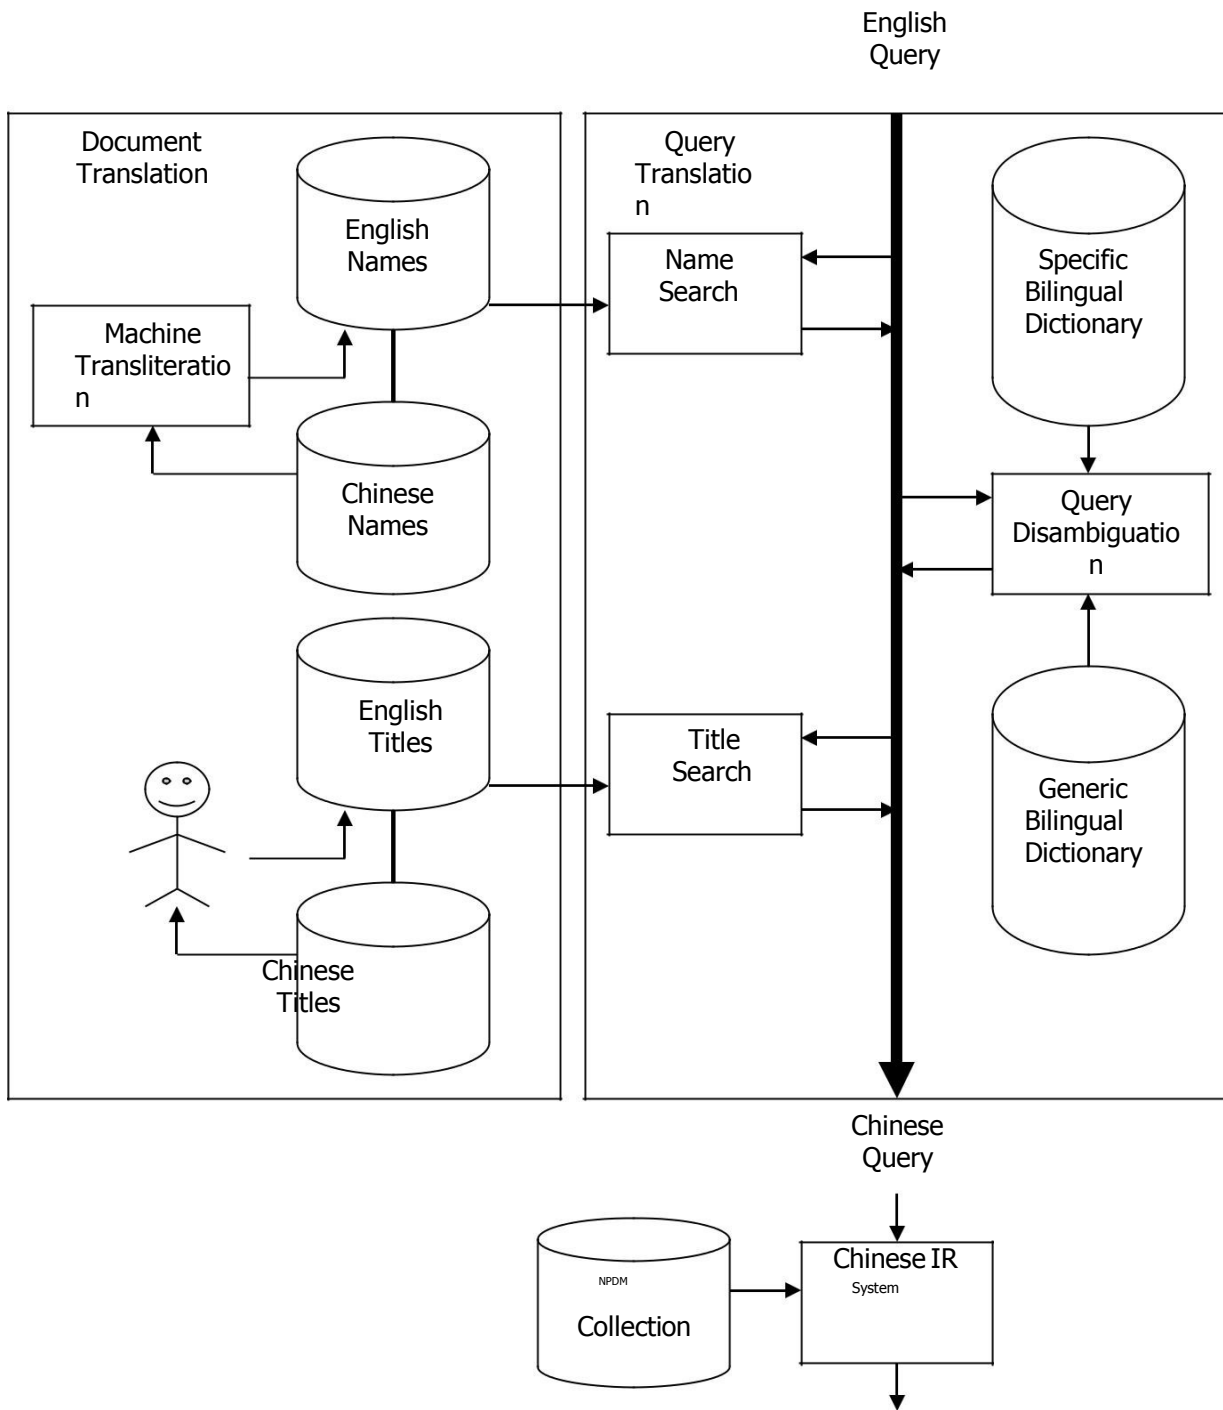 English
Query
Document
Translation
English
Names
Machine
Transliteratio
n
Chinese
Names
English
Titles
Chinese
Titles
Query
Translatio
n
Name
Search
Specific
Bilingual
Dictionary
Query
Disambiguatio
n
Title
Search
Generic
Bilingual
Dictionary
Chinese
Query
NPDM
Collection
Chinese IR
System